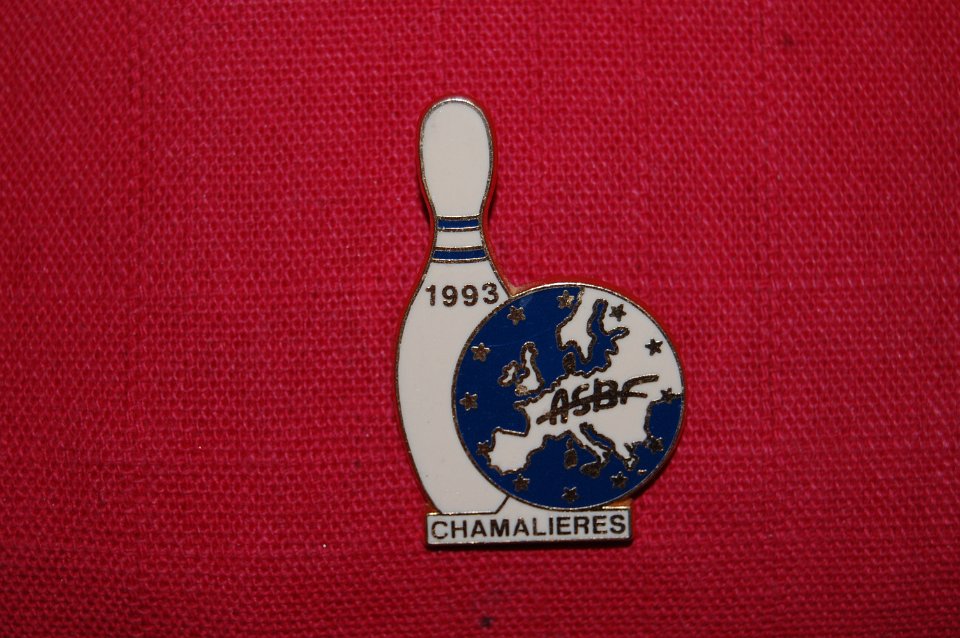 1993
ASBF
CHAMALIERES